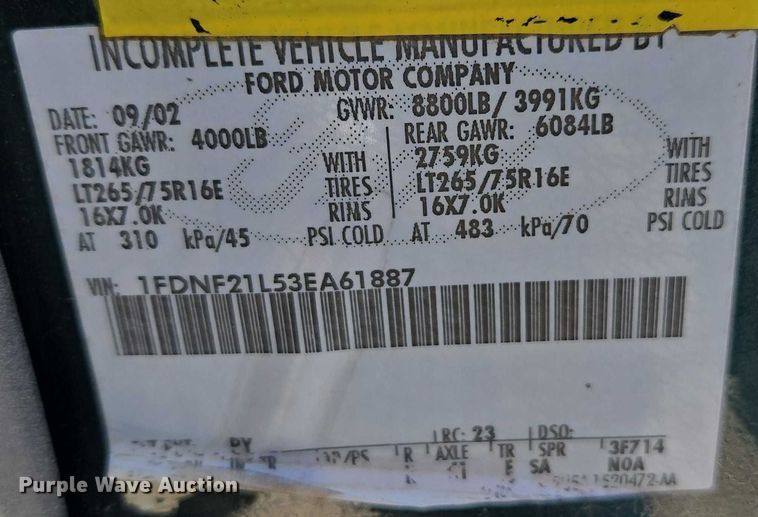 INCOMPLETE VEHICLE MANUFACTURED BY
FORD MOTOR COMPANY
DATE: 09/02 GVWR: 8800LB/ 3991KG
FRONT GAWR: 4000LB REAR GAWR: 6084LB
1814KG WITH 2759KG WITH
LT265/75R16E TIRES LT265/75R16E TIRES
16X7.0K RIMS 16X7.0K RIMS
AT 310 kPa/45 PSI COLD AT 483 kPa/70 PSI COLD
VIN: 1FDNF21L53EA61887
RC: 23 DSO:
R AXLE TR SPR 3F714
SA NOA
Purple Wave Auction